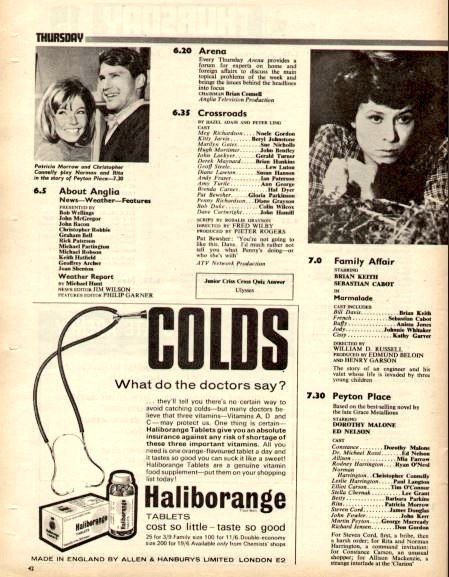 THURSDAY
Patricia Morrow and Christopher
Connelly play Norman and Rita
in the story of Peyton Place—7.30
6.5 About Anglia
News—Weather—Features
PRESENTED BY
Bob Wellings
John McGregor
John Bacon
Christopher Robbie
Graham Bell
Rick Paterson
Michael Partington
Michael Robson
Keith Hatfield
Geoffrey Archer
Jean Shenton
Weather Report
by Michael Hunt
NEWS EDITOR JIM WILSON
FEATURES EDITOR PHILIP GARNER
6.20 Arena
Every Thursday Arena provides a
forum for experts on home and
foreign affairs to discuss the main
topical problems of the week and
brings the issues behind the headlines
into focus
CHAIRMAN Brian Connell
Anglia Television Production
6.35 Crossroads
BY HAZEL ADAIR AND PETER LING
CAST
Meg Richardson.... Noele Gordon
Kitty Jarvis...... Beryl Johnstone
Marilyn Gates...... Sue Nicholls
Hugh Mortimer.... John Bentley
John Lockyer.... Gerald Turner
Derek Maynard.... Brian Hankins
Geoff Steele........ Lew Luton
Diana Lawton.... Susan Hanson
Andy Fraser...... Ian Paterson
Amy Turtle...... Ann George
Brenda Carnes...... Hal Dyer
Pat Bewsher.... Gloria Parkinson
Penny Richardson.. Diane Grayson
Bob Duke...... Colin Wilcox
Dave Cartwright.... John Hamill
SCRIPT BY ROSALIE GRAYSON
DIRECTED BY FRED WILBY
PRODUCED BY PIETER ROGERS
Pat Bewsher: 'You're going to
like this, Dave. I'd much rather not
tell you what Penny's doing—or
who she's with'
ATV Network Production
Junior Criss Cross Quiz Answer
Ulysses
7.0 Family Affair
STARRING
BRIAN KEITH
SEBASTIAN CABOT
IN
Marmalade
CAST INCLUDES
Bill Davis.......... Brian Keith
French........ Sebastian Cabot
Buffy.......... Anissa Jones
Jody........ Johnnie Whitaker
Cissy.......... Kathy Garver
DIRECTED BY
WILLIAM D. RUSSELL
PRODUCED BY EDMUND BELOIN
AND HENRY GARSON
The story of an engineer and his
valet whose life is invaded by three
young children
7.30 Peyton Place
Based on the best-selling novel by
the late Grace Metalious
STARRING
DOROTHY MALONE
ED NELSON
CAST
Constance........ Dorothy Malone
Dr. Michael Rossi...... Ed Nelson
Allison............ Mia Farrow
Rodney Harrington.... Ryan O'Neal
Norman
Harrington.. Christopher Connelly
Leslie Harrington.... Paul Langton
Elliot Carson...... Tim O'Connor
Stella Chernak........ Lee Grant
Betty.......... Barbara Parkins
Rita.......... Patricia Morrow
Steven Cord...... James Douglas
John Fowler........ John Kerr
Martin Peyton.... George Macready
Richard Jensen...... Don Gordon
For Steven Cord, first, a bribe, then
a harsh order; for Rita and Norman
Harrington, a command invitation;
for Constance Carson, an unusual
shopper; for Allison Mackenzie, a
strange interlude at the "Clarion"
COLDS
What do the doctors say?
... they'll tell you there's no certain way to
avoid catching colds—but many doctors be-
lieve that three vitamins—Vitamins A, D and
C—may protect us. One thing is certain—
Haliborange Tablets give you an absolute
insurance against any risk of shortage of
these three important vitamins. All you
need is one orange-flavoured tablet a day and
it tastes so good you can suck it like a sweet!
Haliborange Tablets are a genuine vitamin
food supplement—put them on your shopping
list today!
Haliborange
TABLETS
cost so little - taste so good
25 for 3/9 Family size 100 for 11/6. Double-economy
size 200 for 19/6 Available only from Chemists' shops
MADE IN ENGLAND BY ALLEN & HANBURYS LIMITED LONDON E2
42